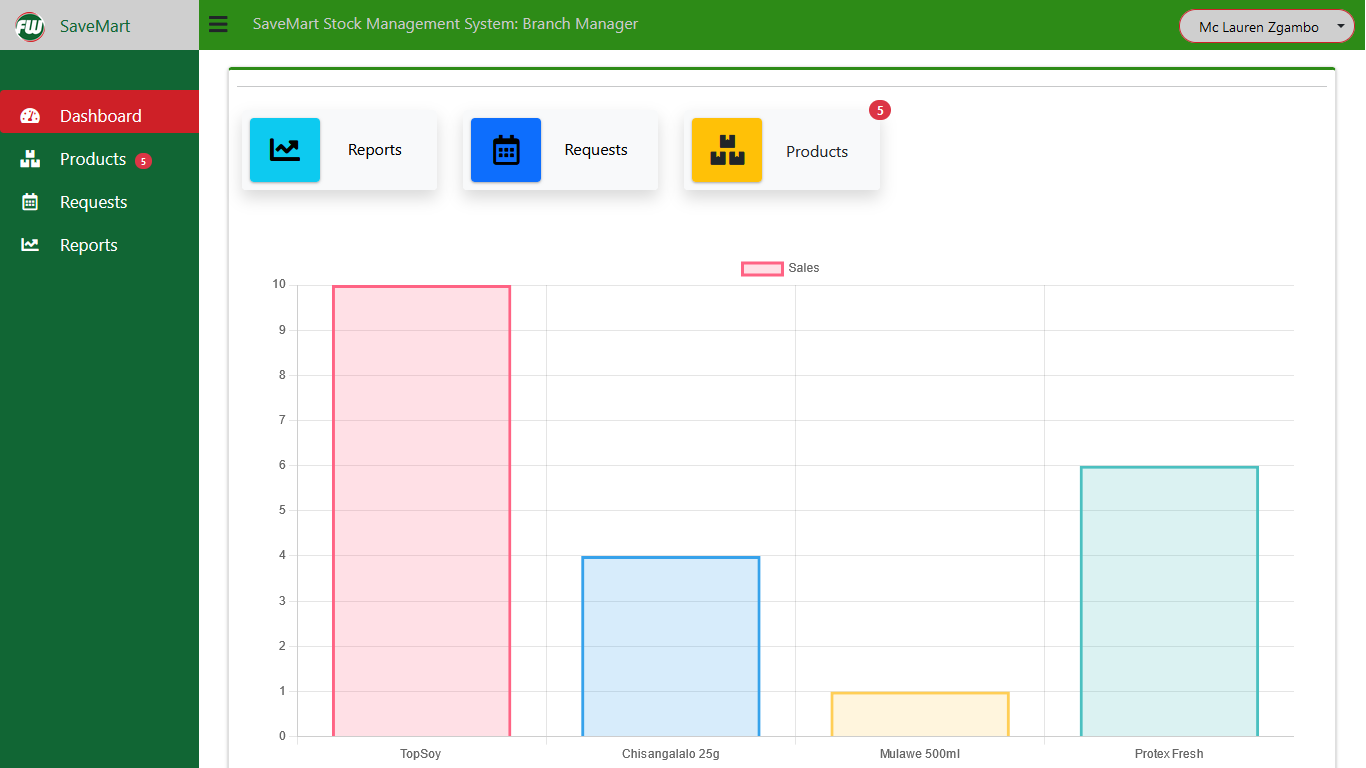 FW SaveMart
SaveMart Stock Management System: Branch Manager
Mc Lauren Zgambo
Dashboard
Products 5
Requests
Reports
Reports
Requests
Products
5
Sales
10
9
8
7
6
5
4
3
2
1
0
TopSoy
Chisangalalo 25g
Mulawe 500ml
Protex Fresh